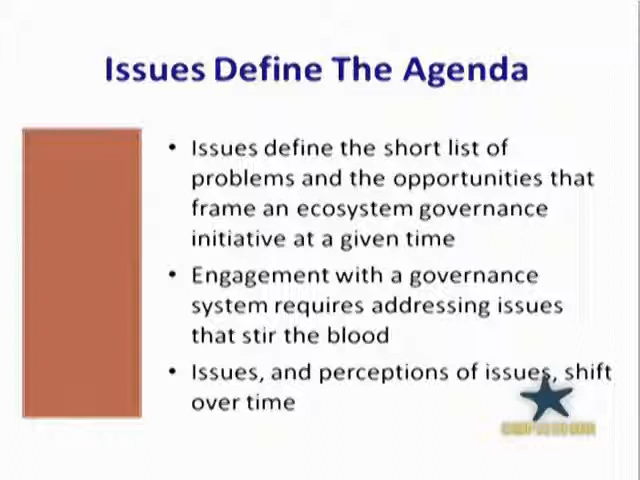 Issues Define The Agenda
• Issues define the short list of
problems and the opportunities that
frame an ecosystem governance
initiative at a given time
• Engagement with a governance
system requires addressing issues
that stir the blood
• Issues, and perceptions of issues, shift
over time